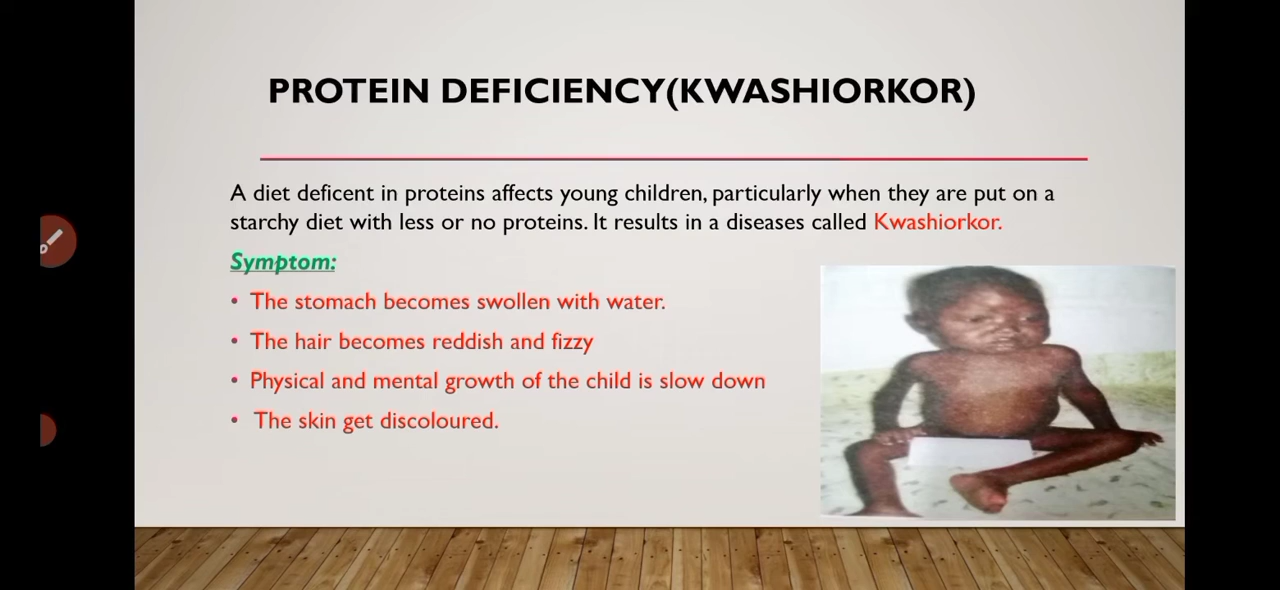 PROTEIN DEFICIENCY(KWASHIORKOR)
A diet deficent in proteins affects young children, particularly when they are put on a
starchy diet with less or no proteins. It results in a diseases called Kwashiorkor.
Symptom:
• The stomach becomes swollen with water.
• The hair becomes reddish and fizzy
• Physical and mental growth of the child is slow down
• The skin get discoloured.